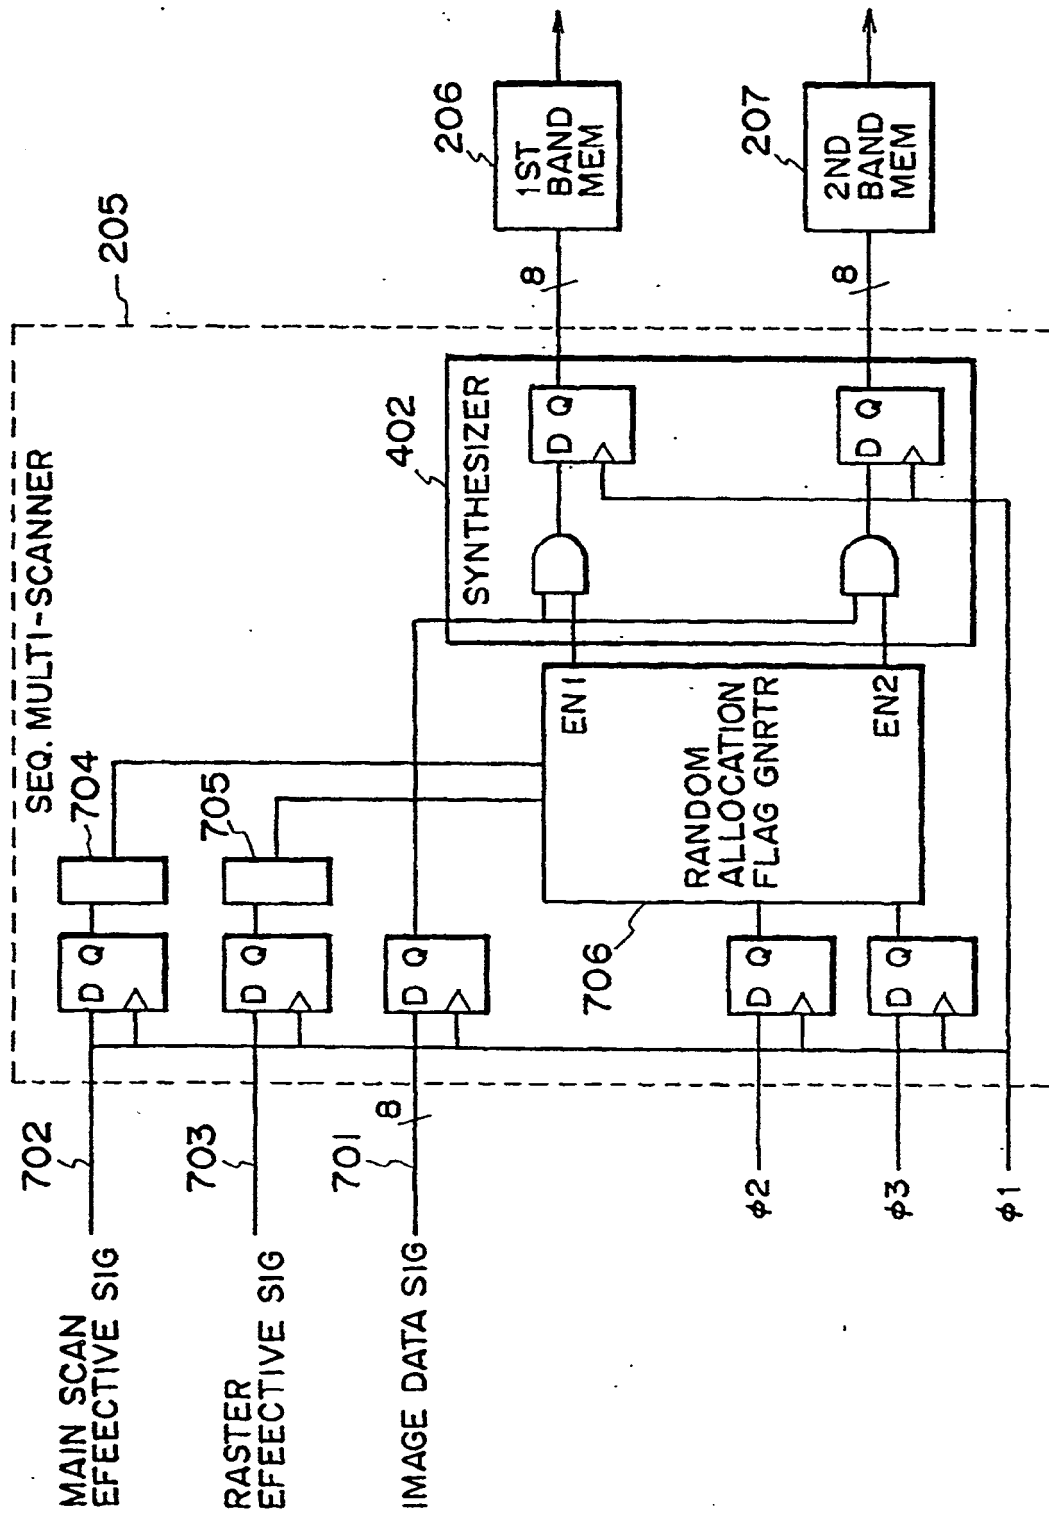 SEQ. MULTI-SCANNER
205
MAIN SCAN
EFEECTIVE SIG
702
D Q
704
RASTER
EFEECTIVE SIG
703
D Q
705
IMAGE DATA SIG
701
8
D Q
402
SYNTHESIZER
D Q
8
206
1ST
BAND
MEM
EN1
706
RANDOM
ALLOCATION
FLAG GNRTR
EN2
D Q
8
207
2ND
BAND
MEM
φ2
D Q
φ3
D Q
φ1